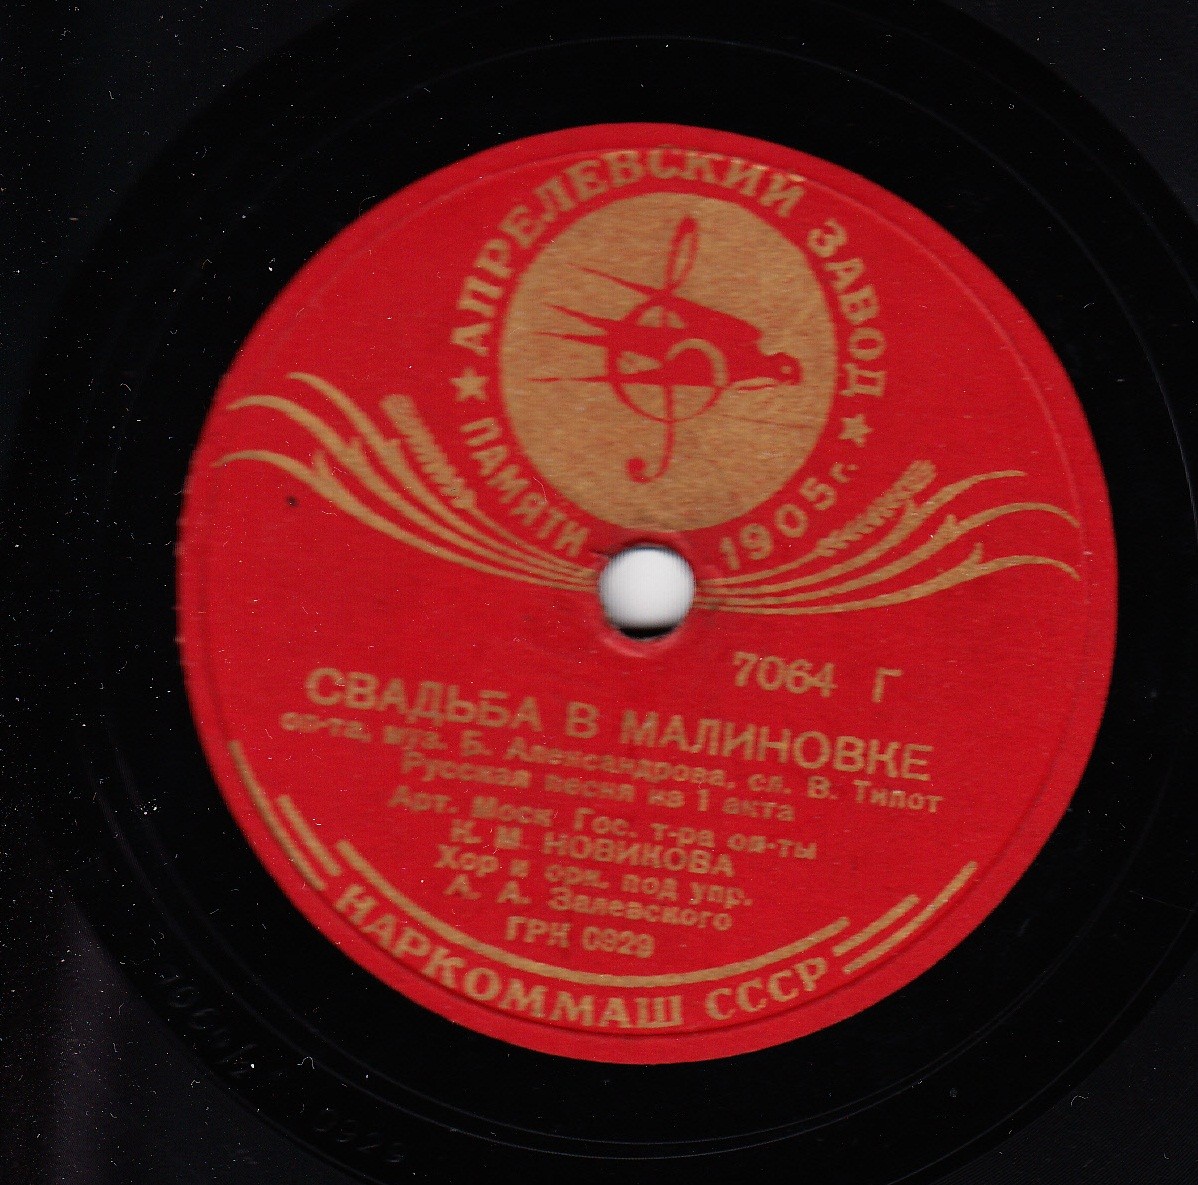 ★ АПРЕЛЕВСКИЙ ЗАВОД ★
ПАМЯТИ 1905 г.
7064 Г
СВАДЬБА В МАЛИНОВКЕ
оп-та, муз. Б. Александрова, сл. В. Типот
Русская песня из 1 акта
Арт. Моск. Гос. т-ра оп-ты
К. М. НОВИКОВА
Хор и орк. под упр.
А. А. Залевского
ГРК 0929
НАРКОММАШ СССР